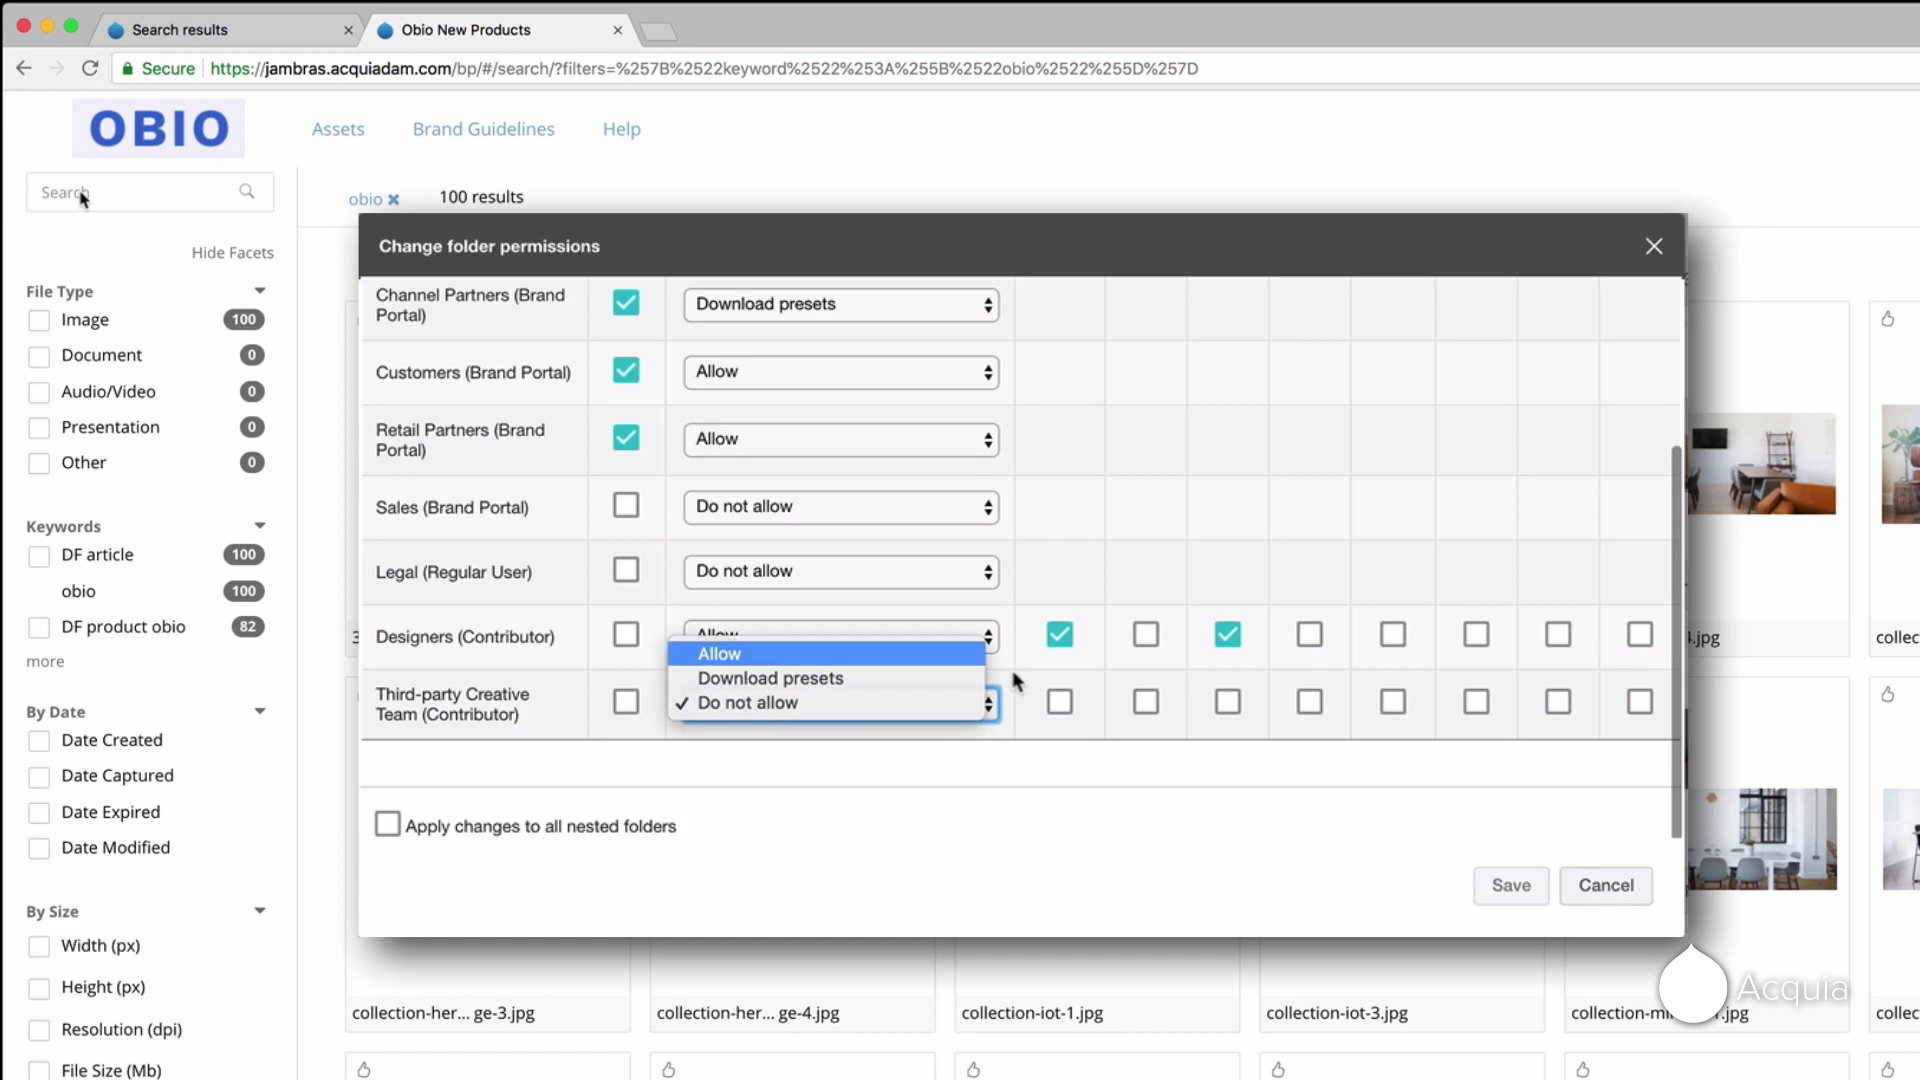 Search results
Obio New Products
Secure
https://jambras.acquiadam.com/bp/#/search/?filters=%257B%2522keyword%2522%253A%255B%2522obio%2522%255D%257D
OBIO
Assets
Brand Guidelines
Help
Search
obio
100 results
Hide Facets
File Type
Image 100
Document 0
Audio/Video 0
Presentation 0
Other 0
Keywords
DF article 100
obio 100
DF product obio 82
more
By Date
Date Created
Date Captured
Date Expired
Date Modified
By Size
Width (px)
Height (px)
Resolution (dpi)
File Size (Mb)
Change folder permissions
Channel Partners (Brand
Portal)
Download presets
Customers (Brand Portal)
Allow
Retail Partners (Brand
Portal)
Allow
Sales (Brand Portal)
Do not allow
Legal (Regular User)
Do not allow
Designers (Contributor)
Allow
Allow
Download presets
Do not allow
Third-party Creative
Team (Contributor)
Apply changes to all nested folders
Save
Cancel
.jpg
collec
collection-her... ge-3.jpg
collection-her... ge-4.jpg
collection-iot-1.jpg
collection-iot-3.jpg
.jpg
collec
Acquia